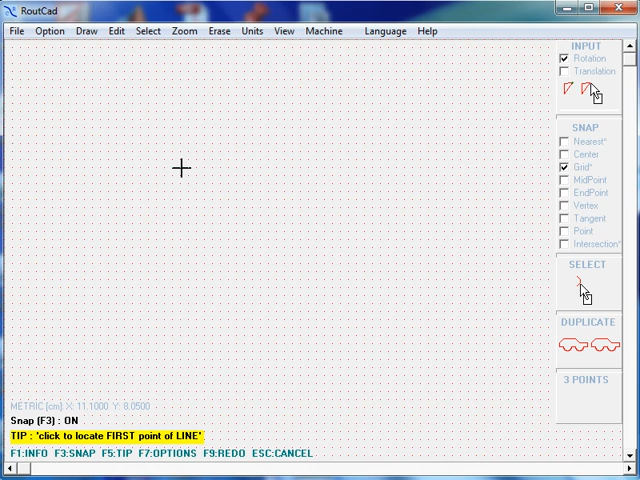 RoutCad
File Option Draw Edit Select Zoom Erase Units View Machine Language Help
INPUT
Rotation
Translation
SNAP
Nearest*
Center
Grid*
MidPoint
EndPoint
Vertex
Tangent
Point
Intersection*
SELECT
DUPLICATE
3 POINTS
METRIC [cm]: X: 11.1000 Y: 8.0500
Snap (F3) : ON
TIP : "click to locate FIRST point of LINE"
F1:INFO F3:SNAP F5:TIP F7:OPTIONS F9:REDO ESC:CANCEL